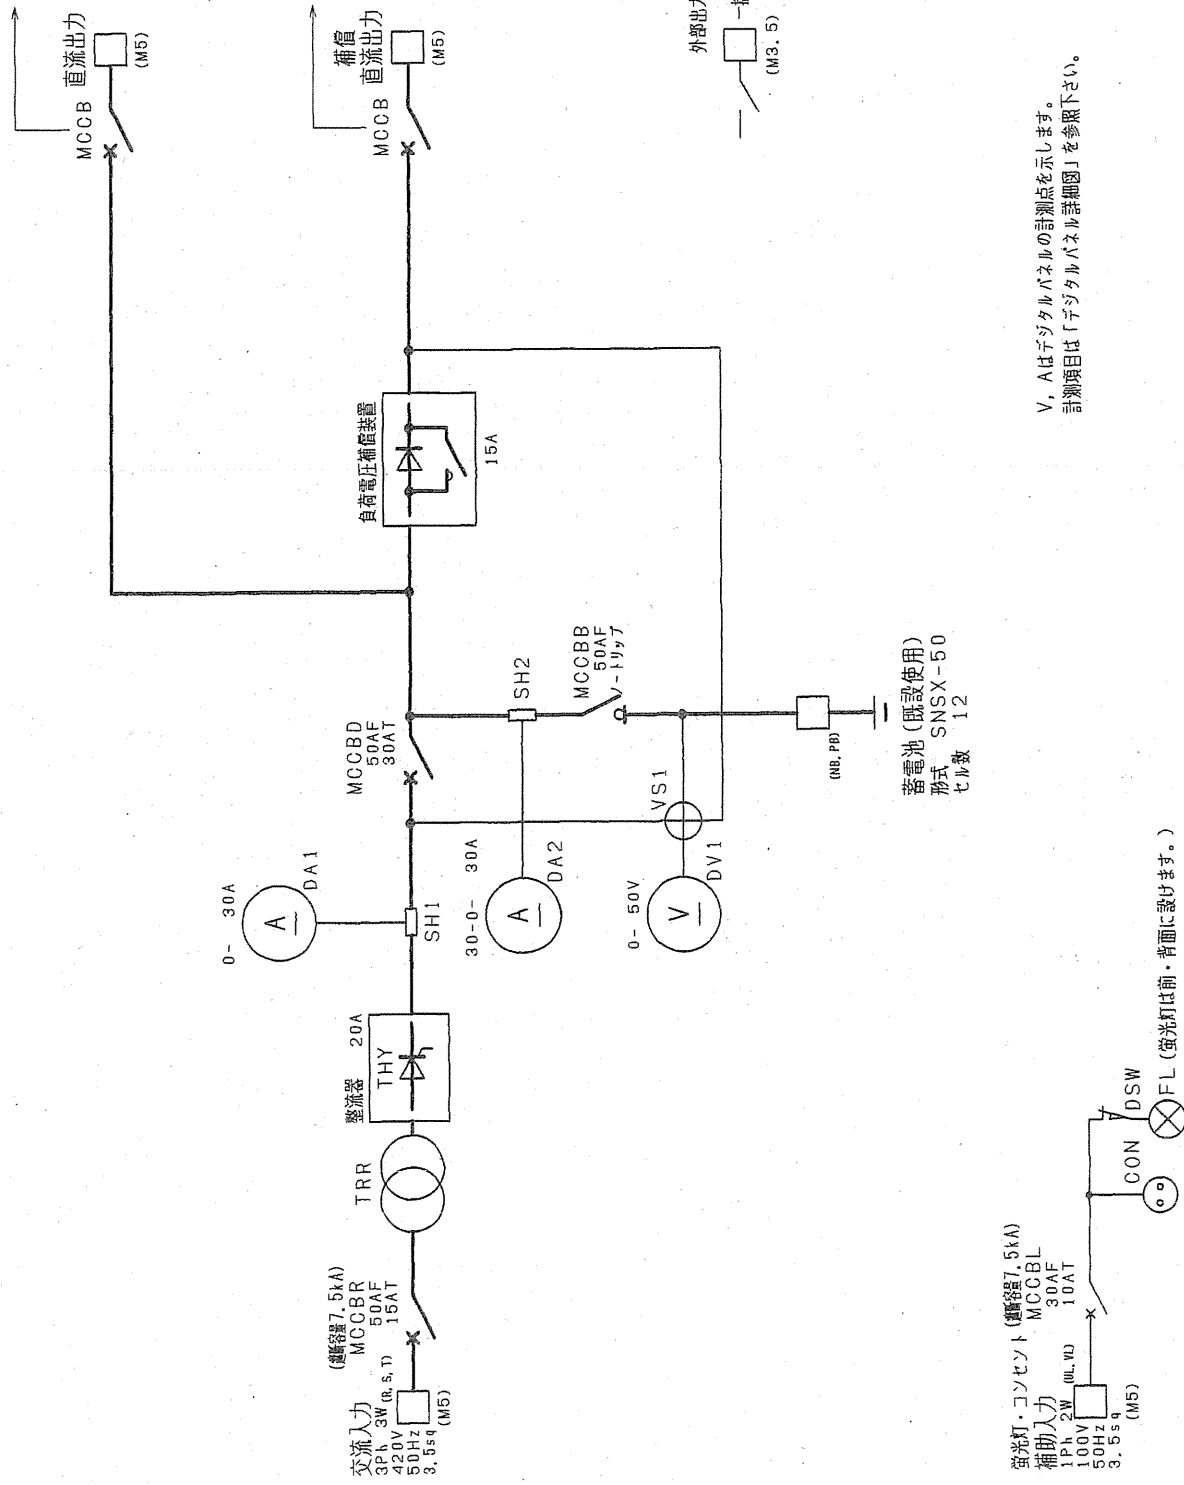 交流入力
3Ph 3W (R, S, T)
420V
50Hz
3.5sq
(M5)
(遮断容量7.5kA)
MCCBR
50AF
15AT
TRR
整流器 20A
THY
0- 30A
A
DA1
SH1
30-0- 30A
A
DA2
0- 50V
V
DV1
VS1
MCCBD
50AF
30AT
SH2
MCCBB
50AF
ノートリップ
(NB, PB)
蓄電池 (既設使用)
形式 SNSX-50
セル数 12
負荷電圧補償装置
15A
MCCB
直流出力
(M5)
MCCB
補償
直流出力
(M5)
外部出力
(M3.5)
V, Aはデジタルパネルの計測点を示します。
計測項目は「デジタルパネル詳細図」を参照下さい。
蛍光灯・コンセント (遮断容量7.5kA)
補助入力
1Ph 2W (UL, VL)
100V
50Hz
3.5sq
(M5)
MCCBL
30AF
10AT
CON
DSW
FL (蛍光灯は前・背面に設けます。)